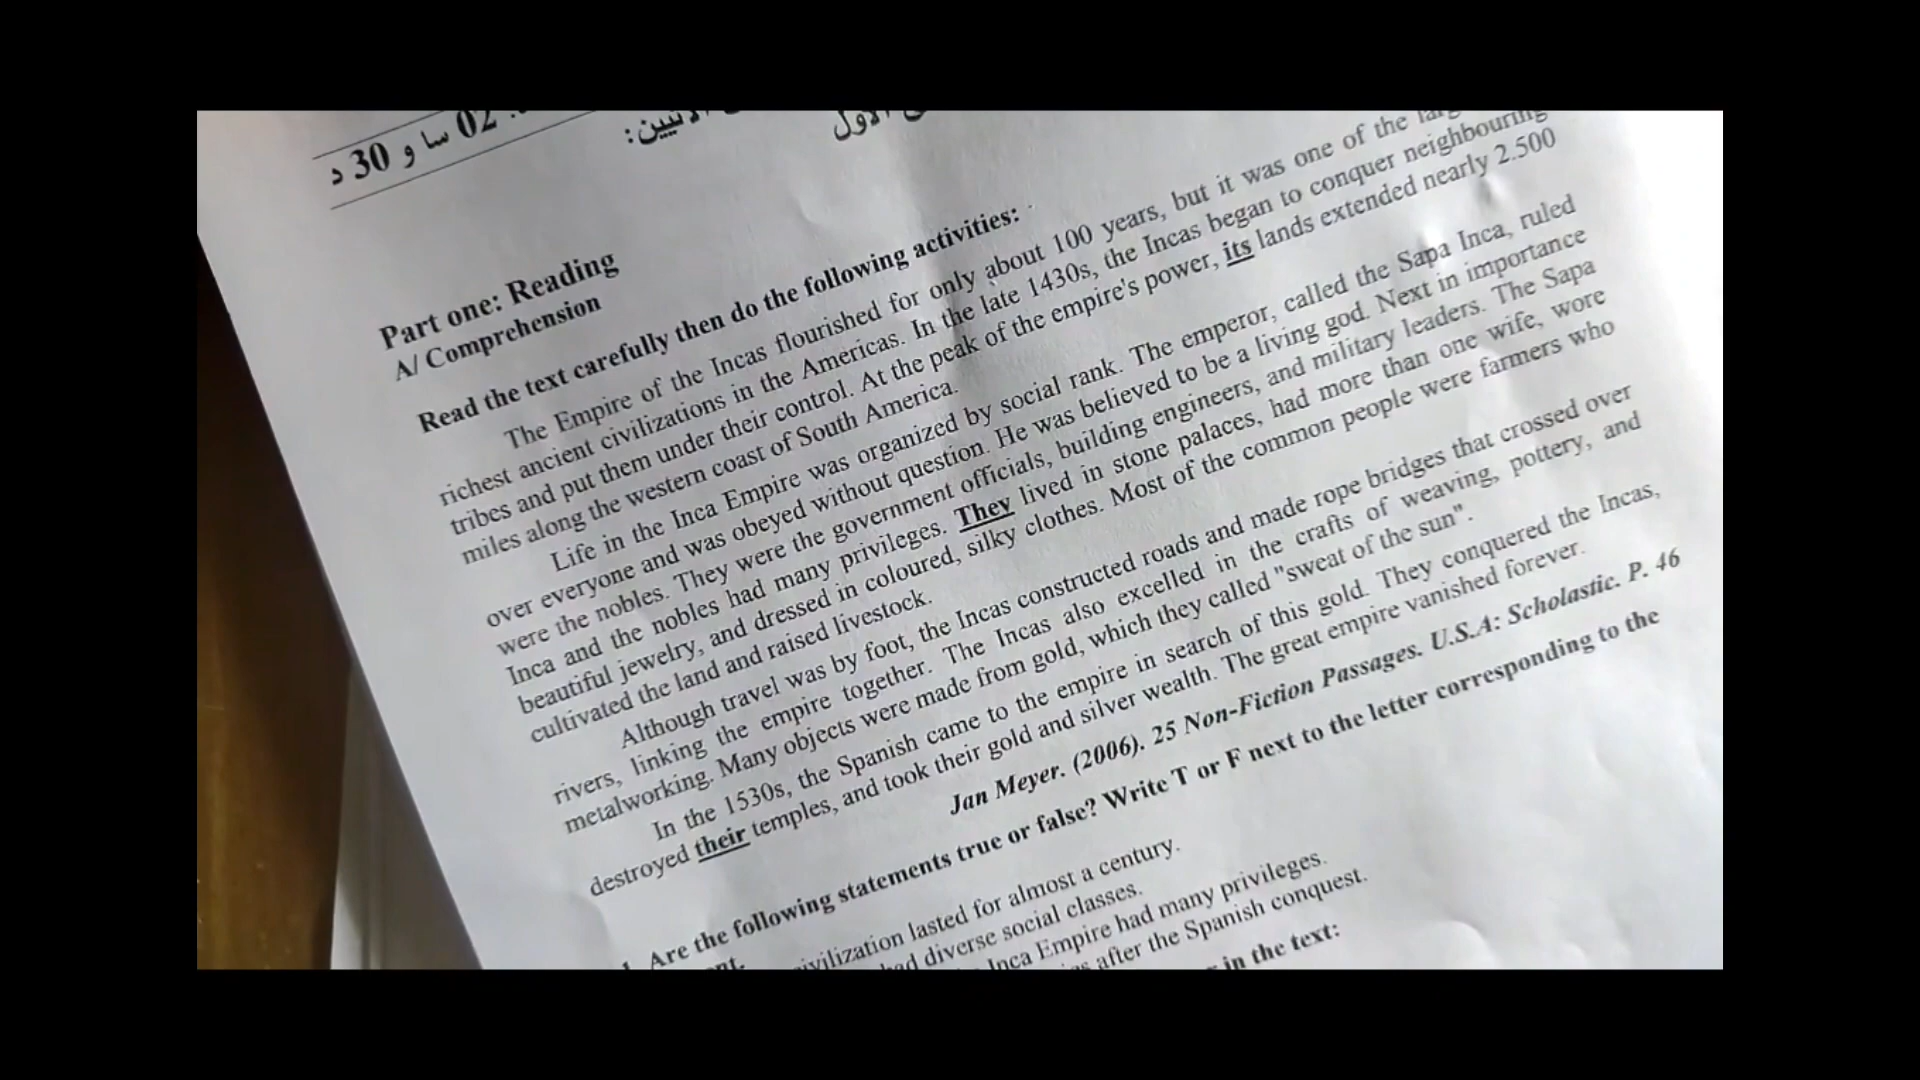 02 سا و 30 د
الأول
Part one: Reading
A/ Comprehension
Read the text carefully then do the following activities:
The Empire of the Incas flourished for only about 100 years, but it was one of the
richest ancient civilizations in the Americas. In the late 1430s, the Incas began to conquer neighbouring
tribes and put them under their control. At the peak of the empire's power, its lands extended nearly 2.500
miles along the western coast of South America.
Life in the Inca Empire was organized by social rank. The emperor, called the Sapa Inca, ruled
over everyone and was obeyed without question. He was believed to be a living god. Next in importance
were the nobles. They were the government officials, building engineers, and military leaders. The Sapa
Inca and the nobles had many privileges. They lived in stone palaces, had more than one wife, wore
beautiful jewelry, and dressed in coloured, silky clothes. Most of the common people were farmers who
cultivated the land and raised livestock.
Although travel was by foot, the Incas constructed roads and made rope bridges that crossed over
rivers, linking the empire together. The Incas also excelled in the crafts of weaving, pottery, and
metalworking. Many objects were made from gold, which they called "sweat of the sun".
In the 1530s, the Spanish came to the empire in search of this gold. They conquered the Incas,
destroyed their temples, and took their gold and silver wealth. The great empire vanished forever.
Jan Meyer. (2006). 25 Non-Fiction Passages. U.S.A: Scholastic. P. 46
Are the following statements true or false? Write T or F next to the letter corresponding to the
lasted for almost a century.
diverse social classes.
Inca Empire had many privileges.
after the Spanish conquest.
in the text: